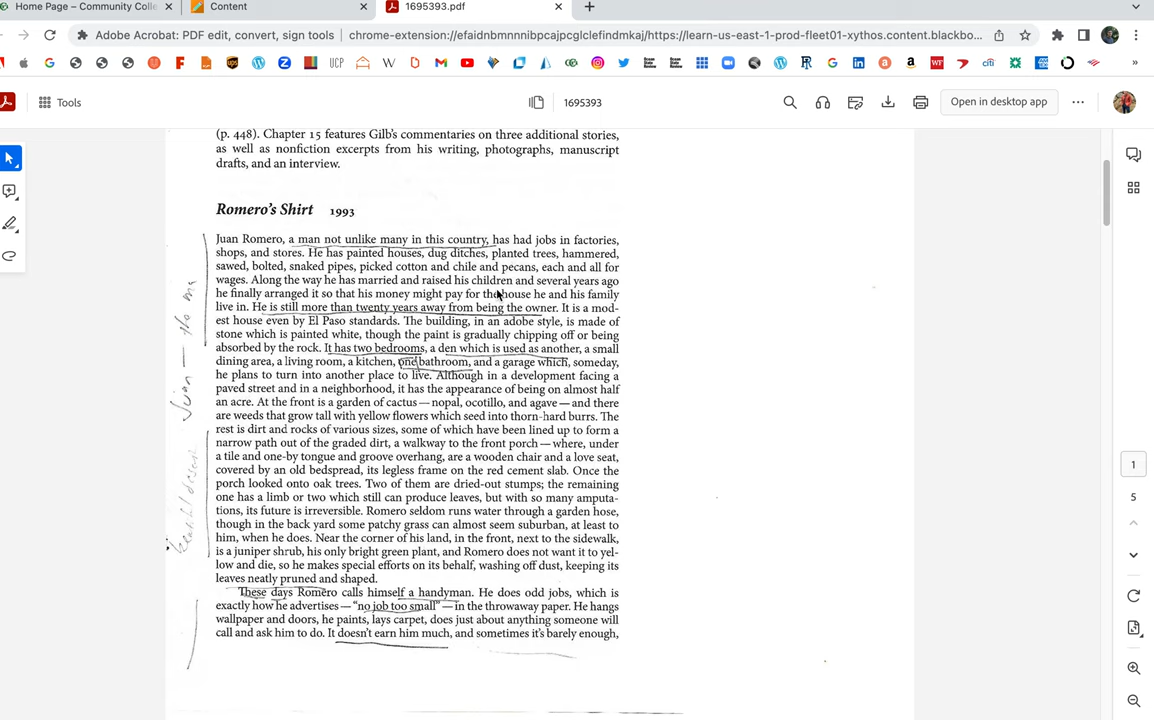 Home Page – Community Colle
Content
1695393.pdf
Adobe Acrobat: PDF edit, convert, sign tools | chrome-extension://efaidnbmnnnibpcajpcglclefindmkaj/https://learn-us-east-1-prod-fleet01-xythos.content.blackbo...
UCP
Tools
1695393
Open in desktop app
(p. 448). Chapter 15 features Gilb's commentaries on three additional stories,
as well as nonfiction excerpts from his writing, photographs, manuscript
drafts, and an interview.
Romero's Shirt 1993
Juan Romero, a man not unlike many in this country, has had jobs in factories,
shops, and stores. He has painted houses, dug ditches, planted trees, hammered,
sawed, bolted, snaked pipes, picked cotton and chile and pecans, each and all for
wages. Along the way he has married and raised his children and several years ago
he finally arranged it so that his money might pay for the house he and his family
live in. He is still more than twenty years away from being the owner. It is a mod-
est house even by El Paso standards. The building, in an adobe style, is made of
stone which is painted white, though the paint is gradually chipping off or being
absorbed by the rock. It has two bedrooms, a den which is used as another, a small
dining area, a living room, a kitchen, one bathroom, and a garage which, someday,
he plans to turn into another place to live. Although in a development facing a
paved street and in a neighborhood, it has the appearance of being on almost half
an acre. At the front is a garden of cactus — nopal, ocotillo, and agave — and there
are weeds that grow tall with yellow flowers which seed into thorn-hard burrs. The
rest is dirt and rocks of various sizes, some of which have been lined up to form a
narrow path out of the graded dirt, a walkway to the front porch — where, under
a tile and one-by tongue and groove overhang, are a wooden chair and a love seat,
covered by an old bedspread, its legless frame on the red cement slab. Once the
porch looked onto oak trees. Two of them are dried-out stumps; the remaining
one has a limb or two which still can produce leaves, but with so many amputa-
tions, its future is irreversible. Romero seldom runs water through a garden hose,
though in the back yard some patchy grass can almost seem suburban, at least to
him, when he does. Near the corner of his land, in the front, next to the sidewalk,
is a juniper shrub, his only bright green plant, and Romero does not want it to yel-
low and die, so he makes special efforts on its behalf, washing off dust, keeping its
leaves neatly pruned and shaped.
These days Romero calls himself a handyman. He does odd jobs, which is
exactly how he advertises — "no job too small" — in the throwaway paper. He hangs
wallpaper and doors, he paints, lays carpet, does just about anything someone will
call and ask him to do. It doesn't earn him much, and sometimes it's barely enough,
Juan — the ma
1
5